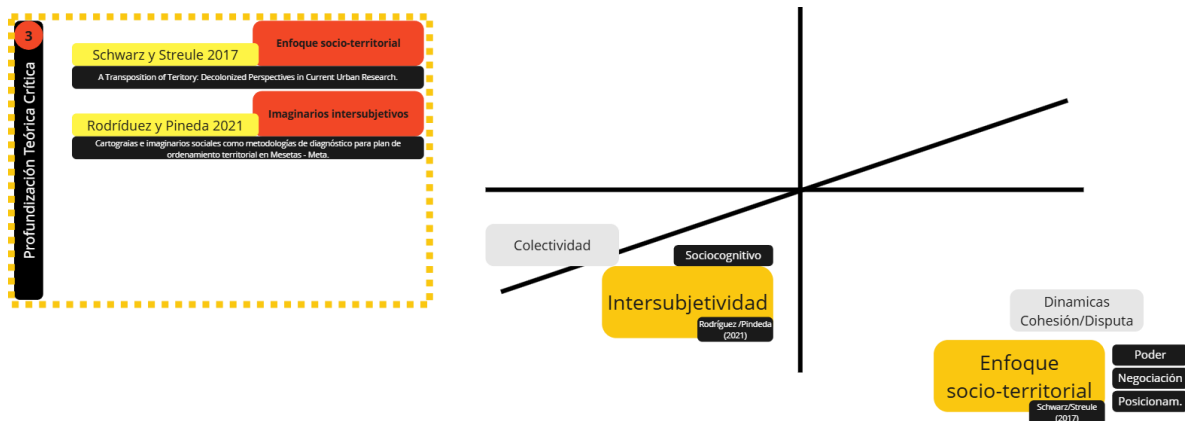 3
Profundización Teórica Crítica
Enfoque socio-territorial
Schwarz y Streule 2017
A Transposition of Teritory: Decolonized Perspectives in Current Urban Research.
Imaginarios intersubjetivos
Rodríduez y Pineda 2021
Cartograias e imaginarios sociales como metodologías de diagnóstico para plan de
ordenamiento territorial en Mesetas - Meta.
Colectividad
Sociocognitivo
Intersubjetividad
Rodríguez /Pindeda
(2021)
Dinamicas
Cohesión/Disputa
Enfoque
socio-territorial
Schwarz/Streule
(2017)
Poder
Negociación
Posicionam.